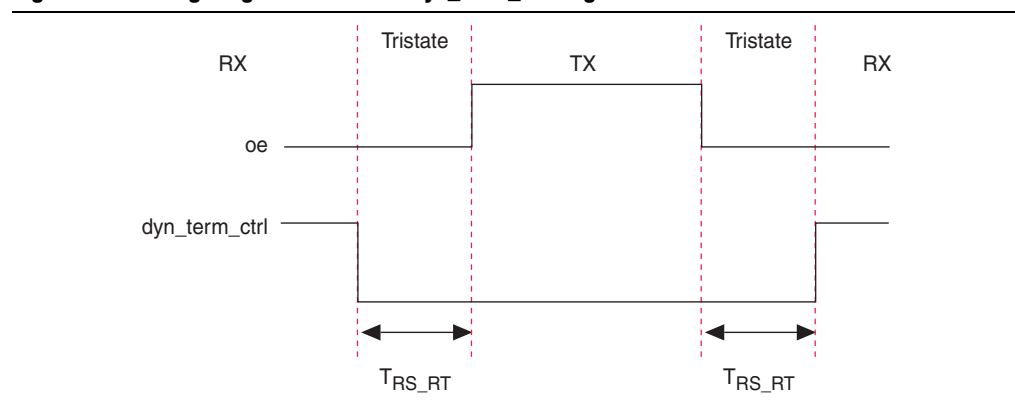 Tristate
Tristate
RX
TX
RX
oe
dyn_term_ctrl
T_RS_RT
T_RS_RT